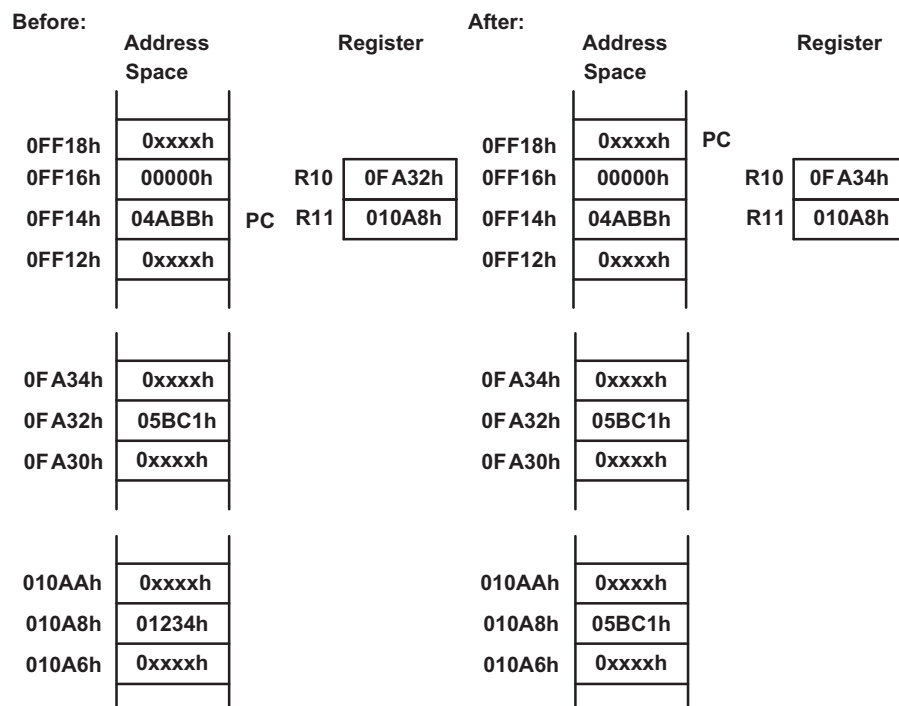 Before:
Address
Space
Register
0FF18h 0xxxxh
0FF16h 00000h R10 0FA32h
0FF14h 04ABBh PC R11 010A8h
0FF12h 0xxxxh
0FA34h 0xxxxh
0FA32h 05BC1h
0FA30h 0xxxxh
010AAh 0xxxxh
010A8h 01234h
010A6h 0xxxxh
After:
Address
Space
Register
0FF18h 0xxxxh PC
0FF16h 00000h R10 0FA34h
0FF14h 04ABBh R11 010A8h
0FF12h 0xxxxh
0FA34h 0xxxxh
0FA32h 05BC1h
0FA30h 0xxxxh
010AAh 0xxxxh
010A8h 05BC1h
010A6h 0xxxxh